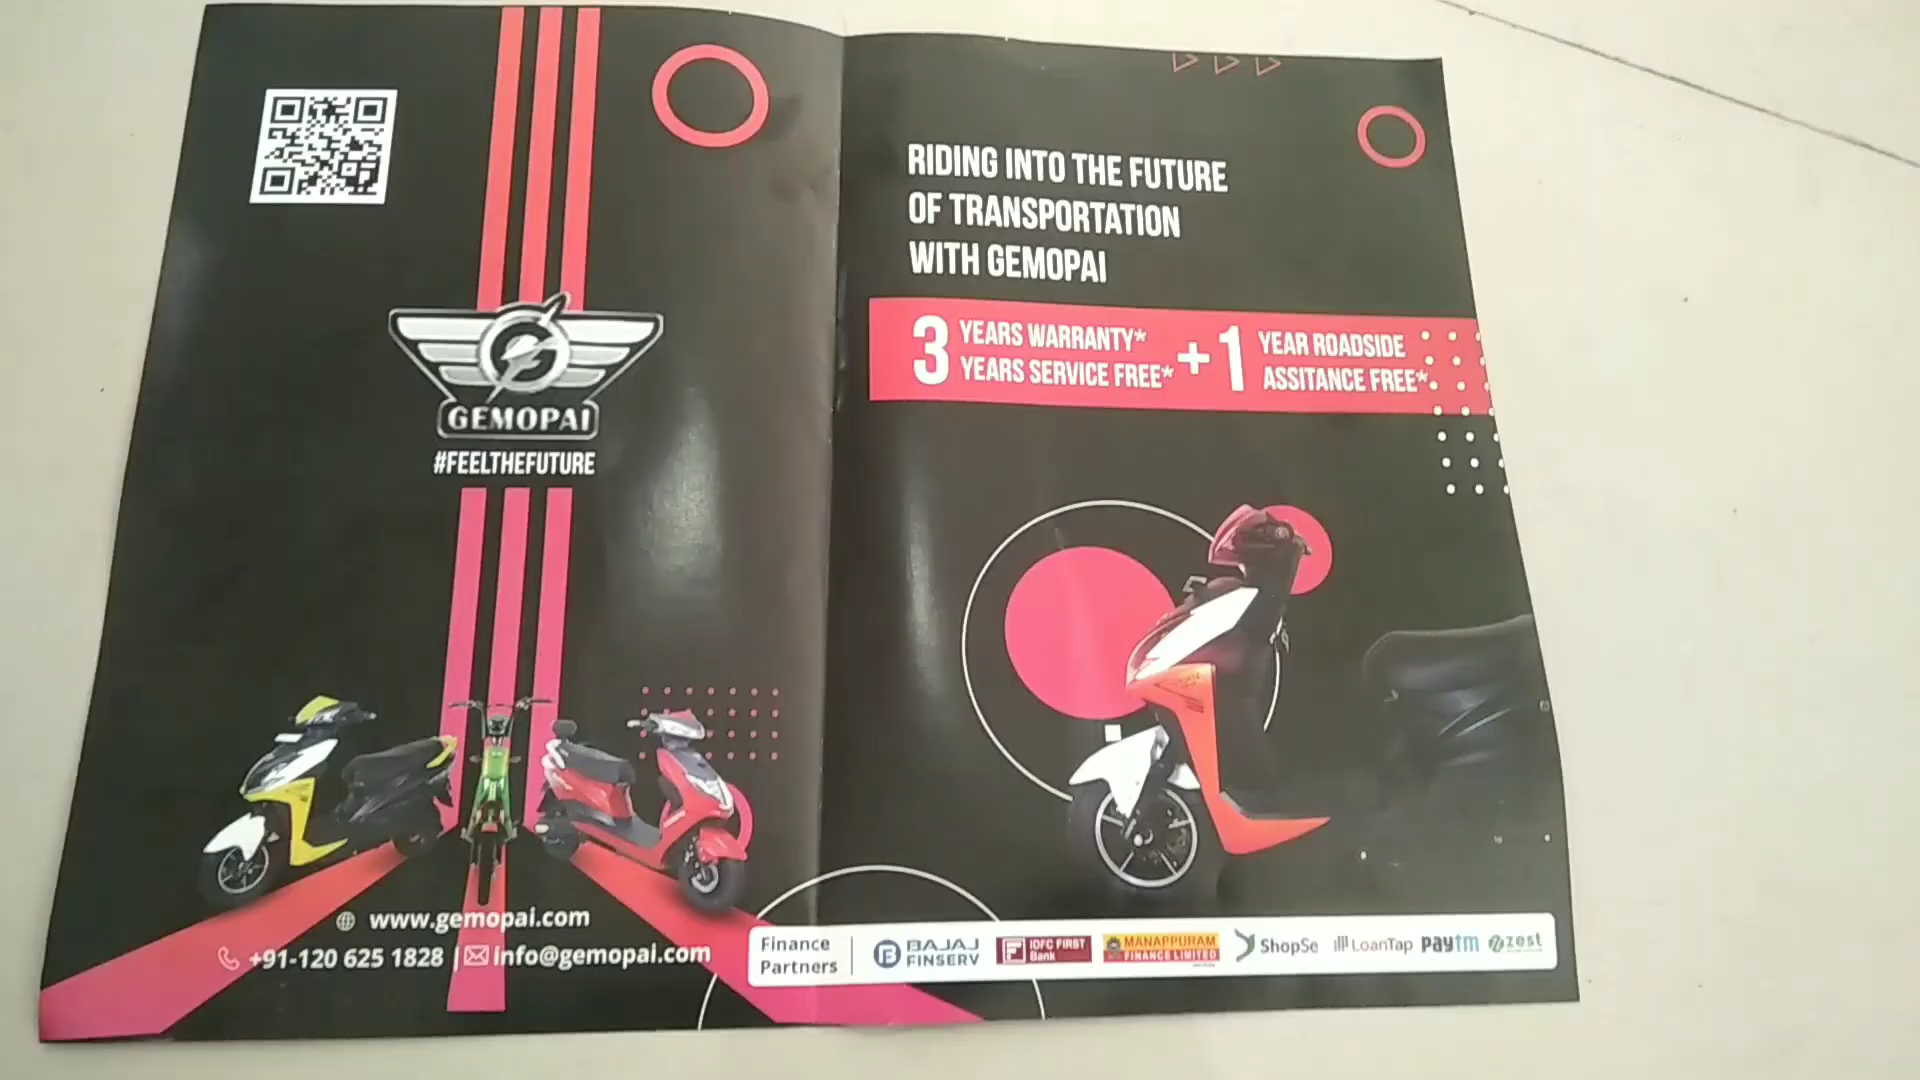 GEMOPAI
#FEELTHEFUTURE
www.gemopai.com
+91-120 625 1828 | info@gemopai.com
RIDING INTO THE FUTURE
OF TRANSPORTATION
WITH GEMOPAI
3 YEARS WARRANTY*
YEARS SERVICE FREE*
+1 YEAR ROADSIDE
ASSITANCE FREE*
Finance
Partners
BAJAJ
FINSERV
IDFC FIRST
Bank
MANAPPURAM
FINANCE LIMITED
ShopSe
LoanTap
paytm
zest